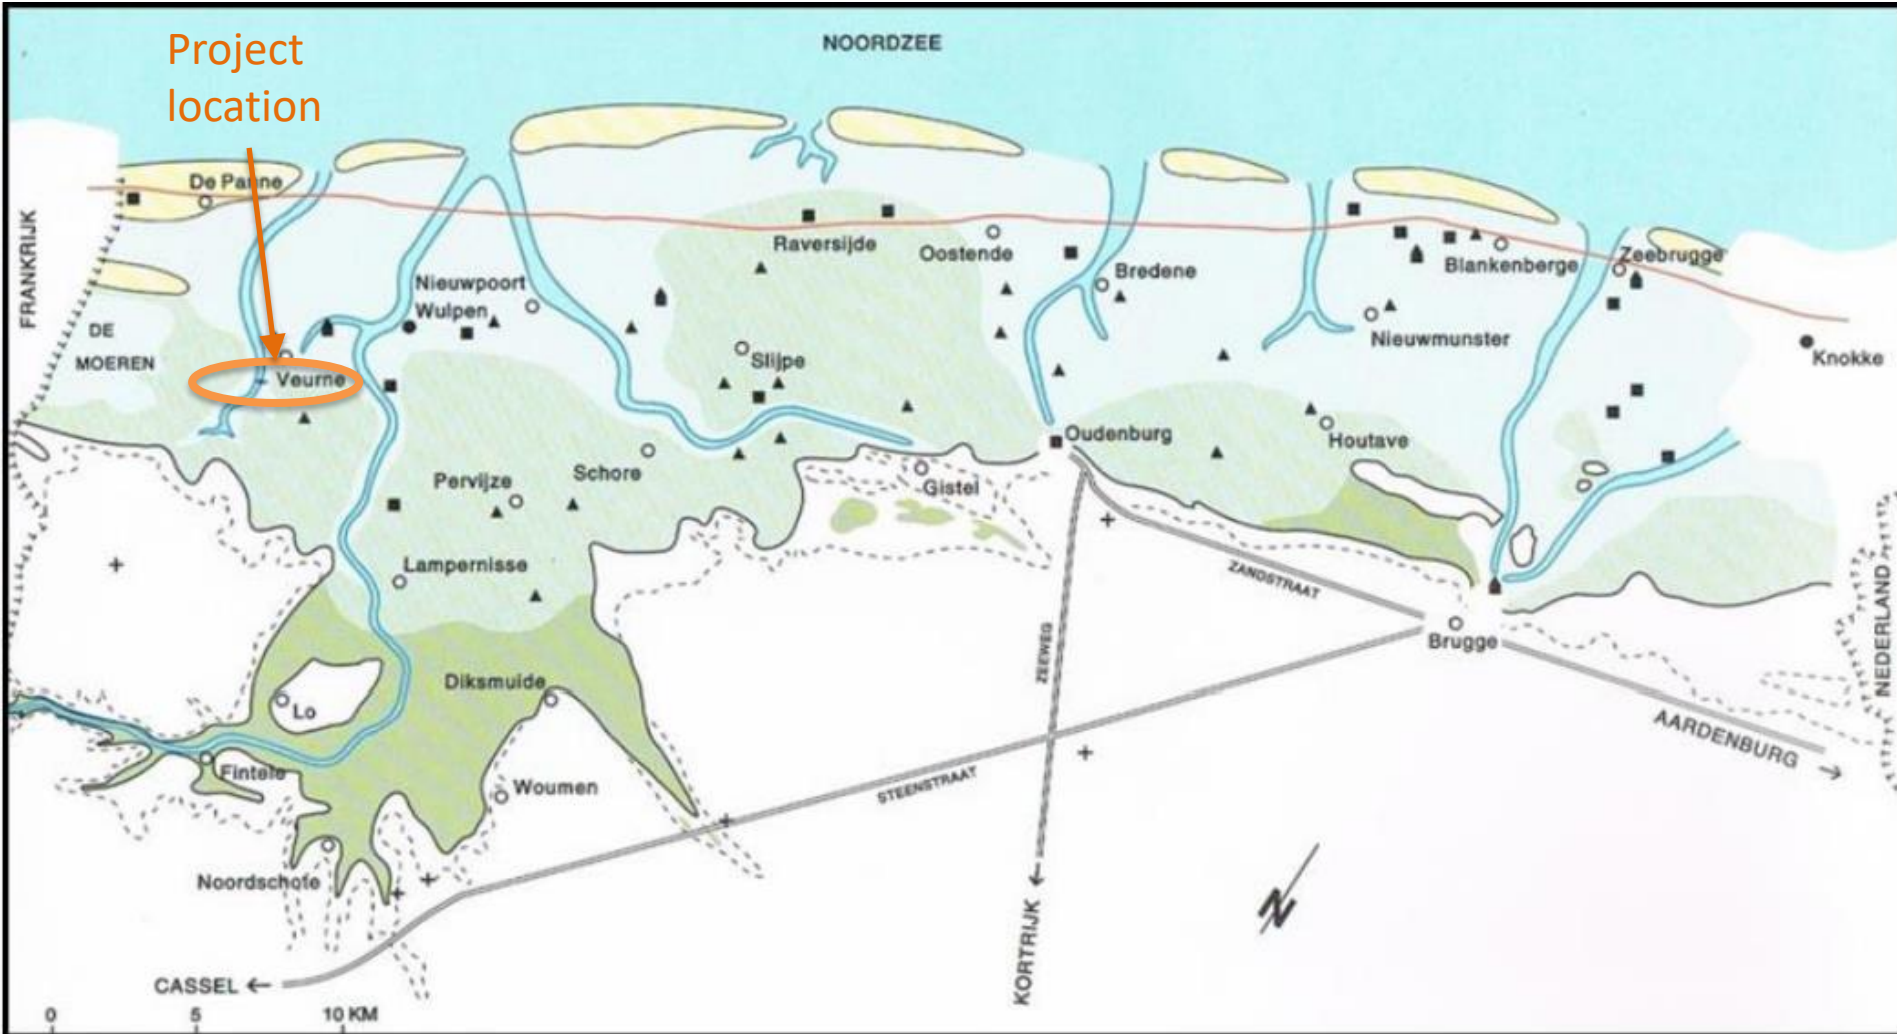 Project
location
NOORDZEE
De Panne
FRANKRIJK
Raversijde
Oostende
Bredene
Blankenberge
Zeebrugge
Nieuwpoort
Wulpen
DE
MOEREN
Nieuwmunster
Knokke
Slijpe
Veurne
Oudenburg
Houtave
Pervijze
Schore
Gistel
Lampernisse
ZANDSTRAAT
ZEEWEG
Brugge
NEDERLAND
Diksmuide
Lo
AARDENBURG →
Fintele
Woumen
STEENSTRAAT
Noordschote
N
KORTRIJK ←
CASSEL ←
0 5 10 KM